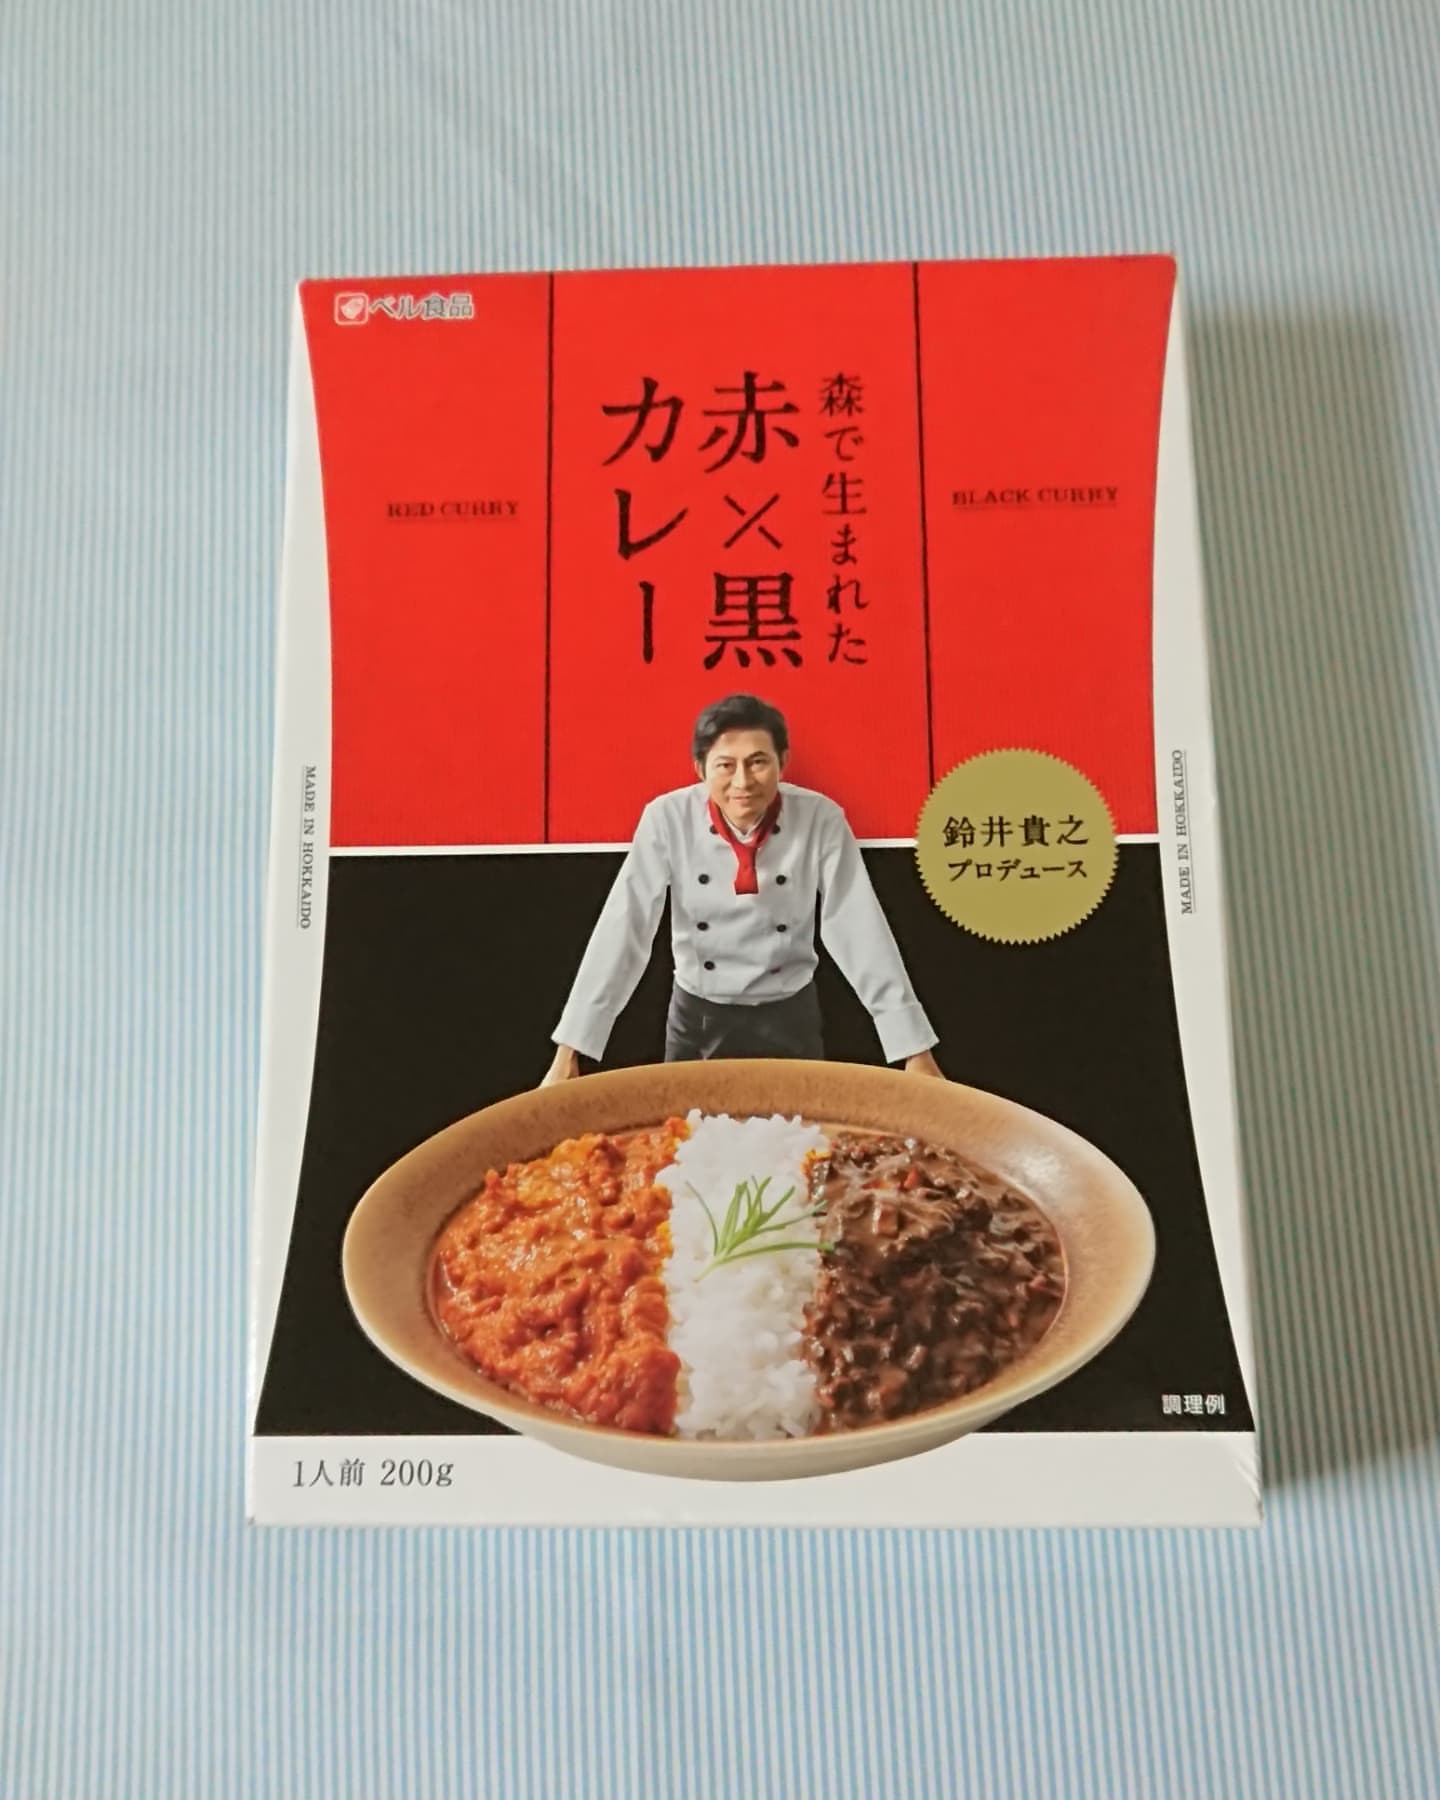 ベル食品
森で生まれた
赤×黒
カレー
RED CURRY
BLACK CURRY
鈴井貴之
プロデュース
MADE IN HOKKAIDO
MADE IN HOKKAIDO
調理例
1人前 200g